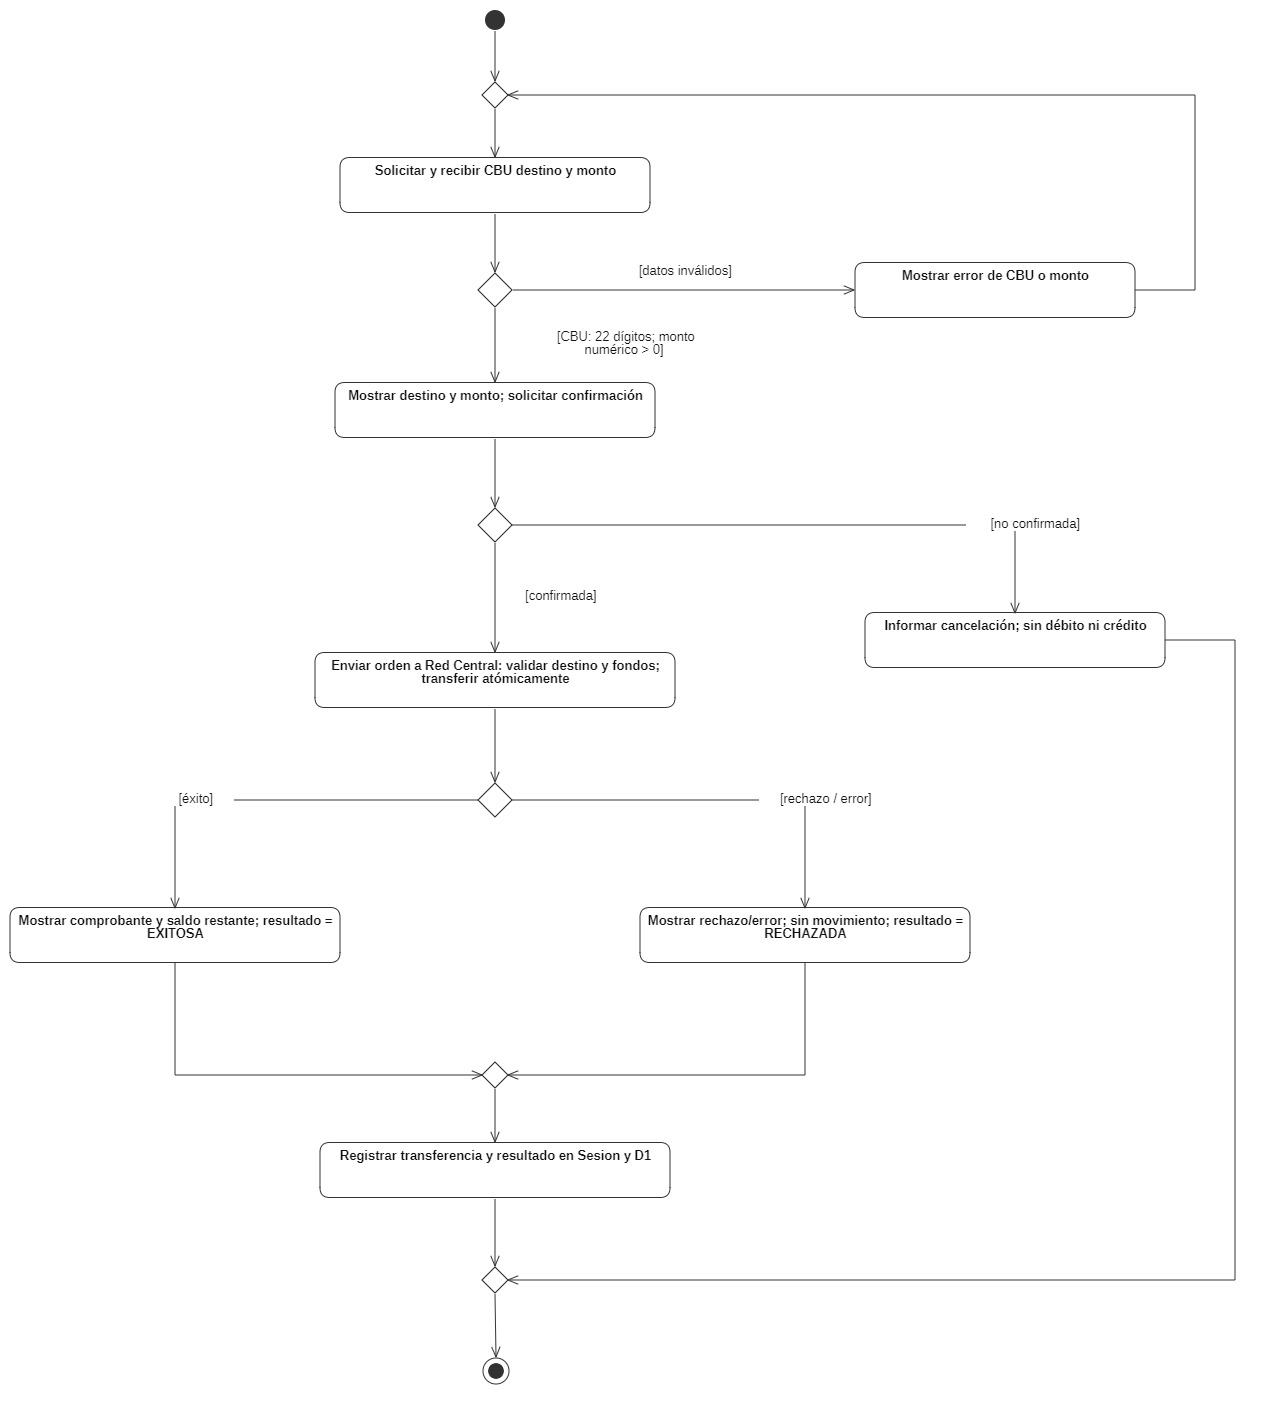 Solicitar y recibir CBU destino y monto
[datos inválidos]
Mostrar error de CBU o monto
[CBU: 22 dígitos; monto
numérico > 0]
Mostrar destino y monto; solicitar confirmación
[no confirmada]
[confirmada]
Informar cancelación; sin débito ni crédito
Enviar orden a Red Central: validar destino y fondos;
transferir atómicamente
[éxito]
[rechazo / error]
Mostrar comprobante y saldo restante; resultado =
EXITOSA
Mostrar rechazo/error; sin movimiento; resultado =
RECHAZADA
Registrar transferencia y resultado en Sesion y D1